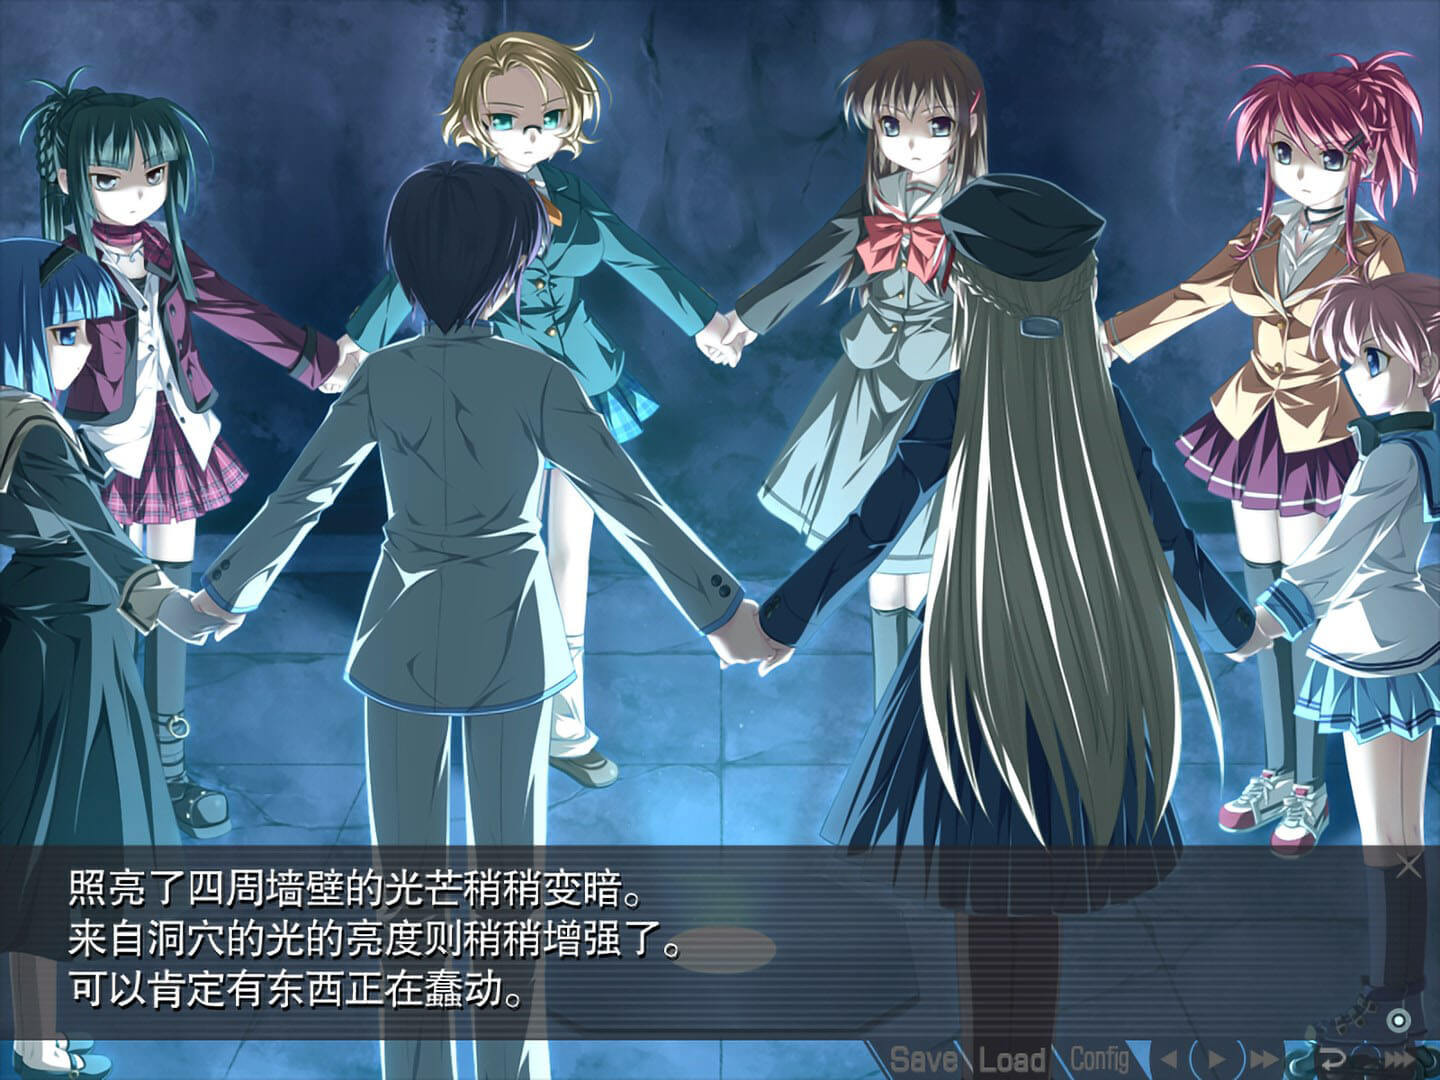 照亮了四周墙壁的光芒稍稍变暗。
来自洞穴的光的亮度则稍稍增强了。
可以肯定有东西正在蠢动。
Save Load Config